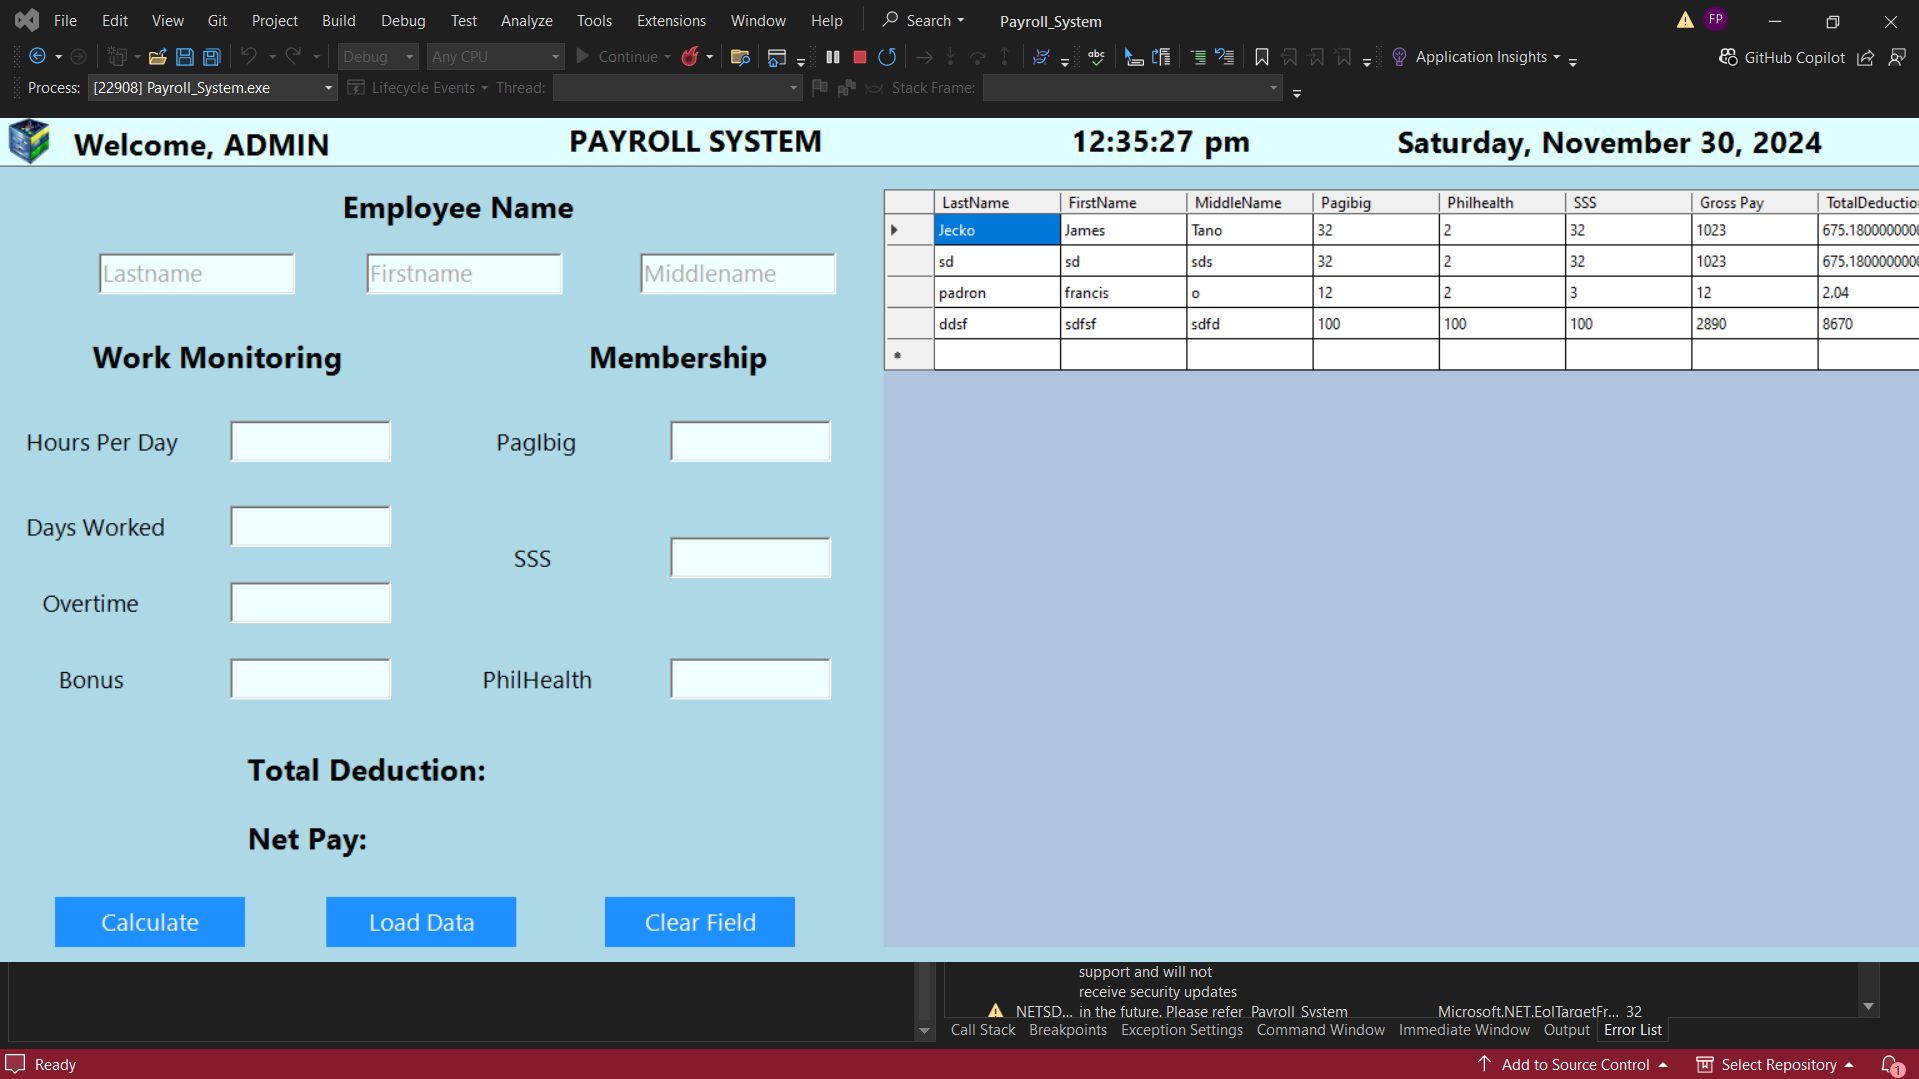 File Edit View Git Project Build Debug Test Analyze Tools Extensions Window Help Search Payroll_System FP
Debug Any CPU Continue Application Insights GitHub Copilot
Process: [22908] Payroll_System.exe Lifecycle Events Thread: Stack Frame:
Welcome, ADMIN PAYROLL SYSTEM 12:35:27 pm Saturday, November 30, 2024
Employee Name
Lastname Firstname Middlename
Work Monitoring Membership
Hours Per Day PagIbig
Days Worked
SSS
Overtime
Bonus PhilHealth
Total Deduction:
Net Pay:
Calculate Load Data Clear Field
LastName FirstName MiddleName Pagibig Philhealth SSS Gross Pay TotalDeductio
Jecko James Tano 32 2 32 1023 675.1800000000
sd sd sds 32 2 32 1023 675.1800000000
padron francis o 12 2 3 12 2.04
ddsf sdfsf sdfd 100 100 100 2890 8670
support and will not
receive security updates
NETSD... in the future. Please refer Payroll_System Microsoft.NET.EolTargetFr... 32
Call Stack Breakpoints Exception Settings Command Window Immediate Window Output Error List
Ready Add to Source Control Select Repository 1